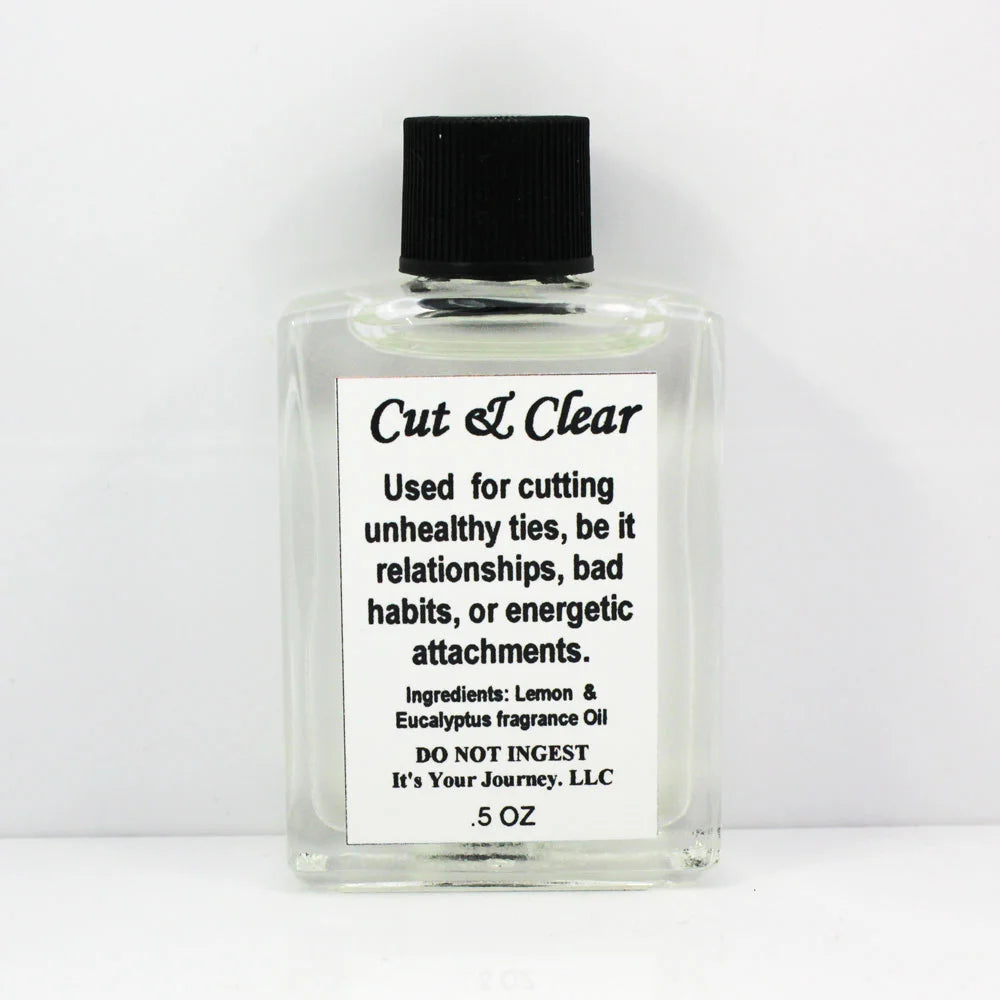 Cut & Clear
Used for cutting
unhealthy ties, be it
relationships, bad
habits, or energetic
attachments.
Ingredients: Lemon &
Eucalyptus fragrance Oil
DO NOT INGEST
It's Your Journey. LLC
.5 OZ